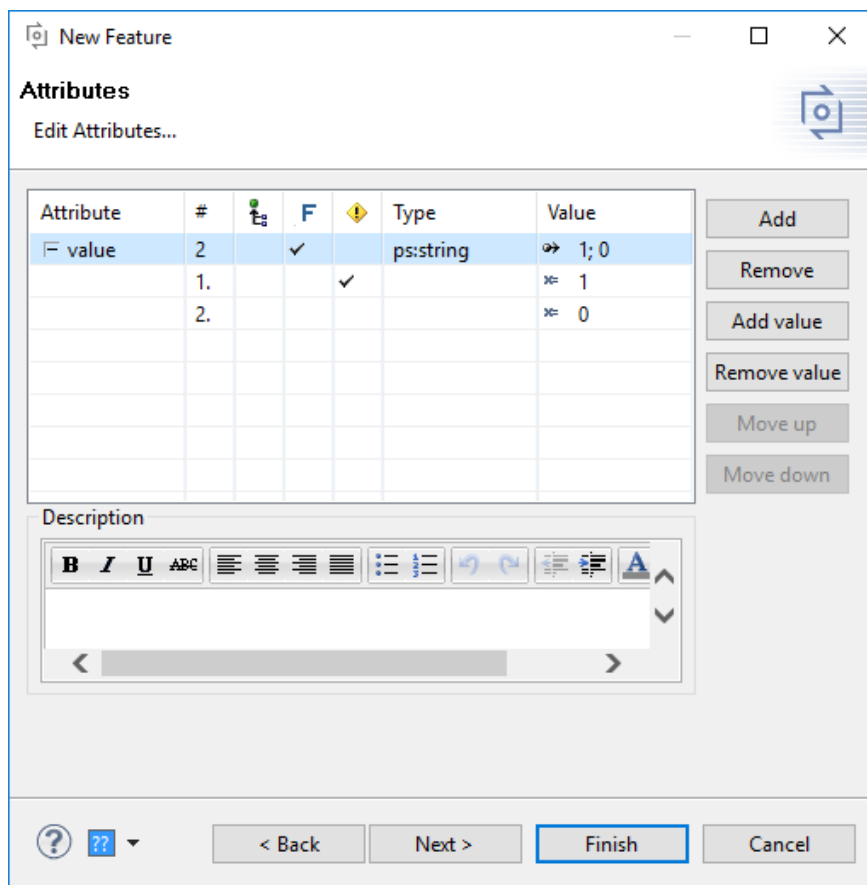 New Feature
Attributes
Edit Attributes...
Attribute # F Type Value
value 2 ps:string 1; 0
1. x= 1
2. x= 0
Add
Remove
Add value
Remove value
Move up
Move down
Description
B I U ABC A
? ??
< Back Next > Finish Cancel